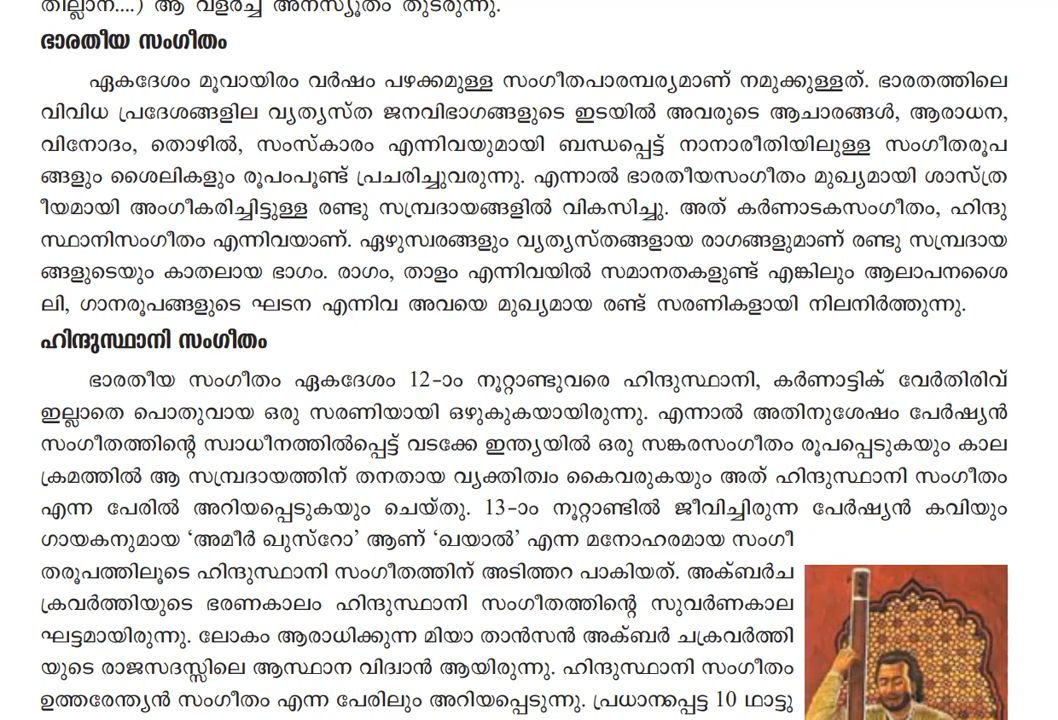 തില്ലാന....) ആ വളർച്ച അനസ്യൂതം തുടരുന്നു.
ഭാരതീയ സംഗീതം
ഏകദേശം മൂവായിരം വർഷം പഴക്കമുള്ള സംഗീതപാരമ്പര്യമാണ് നമുക്കുള്ളത്. ഭാരതത്തിലെ
വിവിധ പ്രദേശങ്ങളില വ്യത്യസ്ത ജനവിഭാഗങ്ങളുടെ ഇടയിൽ അവരുടെ ആചാരങ്ങൾ, ആരാധന,
വിനോദം, തൊഴിൽ, സംസ്കാരം എന്നിവയുമായി ബന്ധപ്പെട്ട് നാനാരീതിയിലുള്ള സംഗീതരൂപ
ങ്ങളും ശൈലികളും രൂപംപൂണ്ട് പ്രചരിച്ചുവരുന്നു. എന്നാൽ ഭാരതീയസംഗീതം മുഖ്യമായി ശാസ്ത്ര
ീയമായി അംഗീകരിച്ചിട്ടുള്ള രണ്ടു സമ്പ്രദായങ്ങളിൽ വികസിച്ചു. അത് കർണാടകസംഗീതം, ഹിന്ദു
സ്ഥാനിസംഗീതം എന്നിവയാണ്. ഏഴുസ്വരങ്ങളും വ്യത്യസ്തങ്ങളായ രാഗങ്ങളുമാണ് രണ്ടു സമ്പ്രദായ
ങ്ങളുടെയും കാതലായ ഭാഗം. രാഗം, താളം എന്നിവയിൽ സമാനതകളുണ്ട് എങ്കിലും ആലാപനശൈ
ലി, ഗാനരൂപങ്ങളുടെ ഘടന എന്നിവ അവയെ മുഖ്യമായ രണ്ട് സരണികളായി നിലനിർത്തുന്നു.
ഹിന്ദുസ്ഥാനി സംഗീതം
ഭാരതീയ സംഗീതം ഏകദേശം 12-ാം നൂറ്റാണ്ടുവരെ ഹിന്ദുസ്ഥാനി, കർണാട്ടിക് വേർതിരിവ്
ഇല്ലാതെ പൊതുവായ ഒരു സരണിയായി ഒഴുകുകയായിരുന്നു. എന്നാൽ അതിനുശേഷം പേർഷ്യൻ
സംഗീതത്തിന്റെ സ്വാധീനത്തിൽപ്പെട്ട് വടക്കേ ഇന്ത്യയിൽ ഒരു സങ്കരസംഗീതം രൂപപ്പെടുകയും കാല
ക്രമത്തിൽ ആ സമ്പ്രദായത്തിന് തനതായ വ്യക്തിത്വം കൈവരുകയും അത് ഹിന്ദുസ്ഥാനി സംഗീതം
എന്ന പേരിൽ അറിയപ്പെടുകയും ചെയ്തു. 13-ാം നൂറ്റാണ്ടിൽ ജീവിച്ചിരുന്ന പേർഷ്യൻ കവിയും
ഗായകനുമായ ‘അമീർ ഖുസ്റോ’ ആണ് ‘ഖയാൽ’ എന്ന മനോഹരമായ സംഗീ
തരൂപത്തിലൂടെ ഹിന്ദുസ്ഥാനി സംഗീതത്തിന് അടിത്തറ പാകിയത്. അക്ബർച
ക്രവർത്തിയുടെ ഭരണകാലം ഹിന്ദുസ്ഥാനി സംഗീതത്തിന്റെ സുവർണകാല
ഘട്ടമായിരുന്നു. ലോകം ആരാധിക്കുന്ന മിയാ താൻസൻ അക്ബർ ചക്രവർത്തി
യുടെ രാജസദസ്സിലെ ആസ്ഥാന വിദ്വാൻ ആയിരുന്നു. ഹിന്ദുസ്ഥാനി സംഗീതം
ഉത്തരേന്ത്യൻ സംഗീതം എന്ന പേരിലും അറിയപ്പെടുന്നു. പ്രധാനപ്പെട്ട 10 ഥാട്ടു